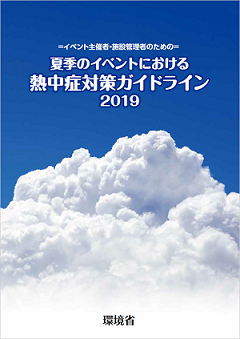 =イベント主催者・施設管理者のための=
夏季のイベントにおける
熱中症対策ガイドライン
2019
環境省